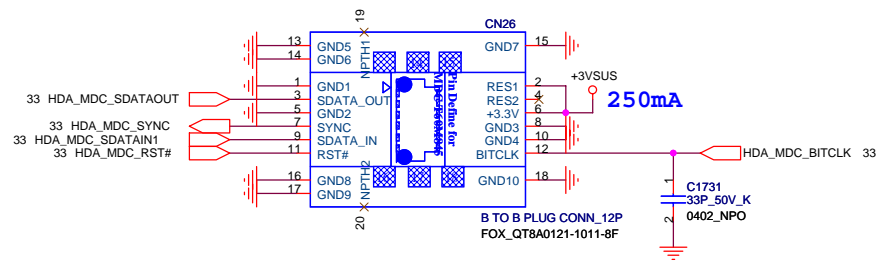 19
CN26
13 GND5 NPTH1 GND7 15
14 GND6
1 GND1 RES1 2 +3VSUS
33 HDA_MDC_SDATAOUT 3 SDATA_OUT RES2 4 250mA
5 GND2 +3.3V 6
33 HDA_MDC_SYNC 7 SYNC GND3 8
33 HDA_MDC_SDATAIN1 9 SDATA_IN GND4 10
33 HDA_MDC_RST# 11 RST# BITCLK 12 HDA_MDC_BITCLK 33
Pin Define for
16 GND8 NPTH2 GND10 18
17 GND9
1 C1731
33P_50V_K
2 0402_NPO
20
B TO B PLUG CONN_12P
FOX_QT8A0121-1011-8F